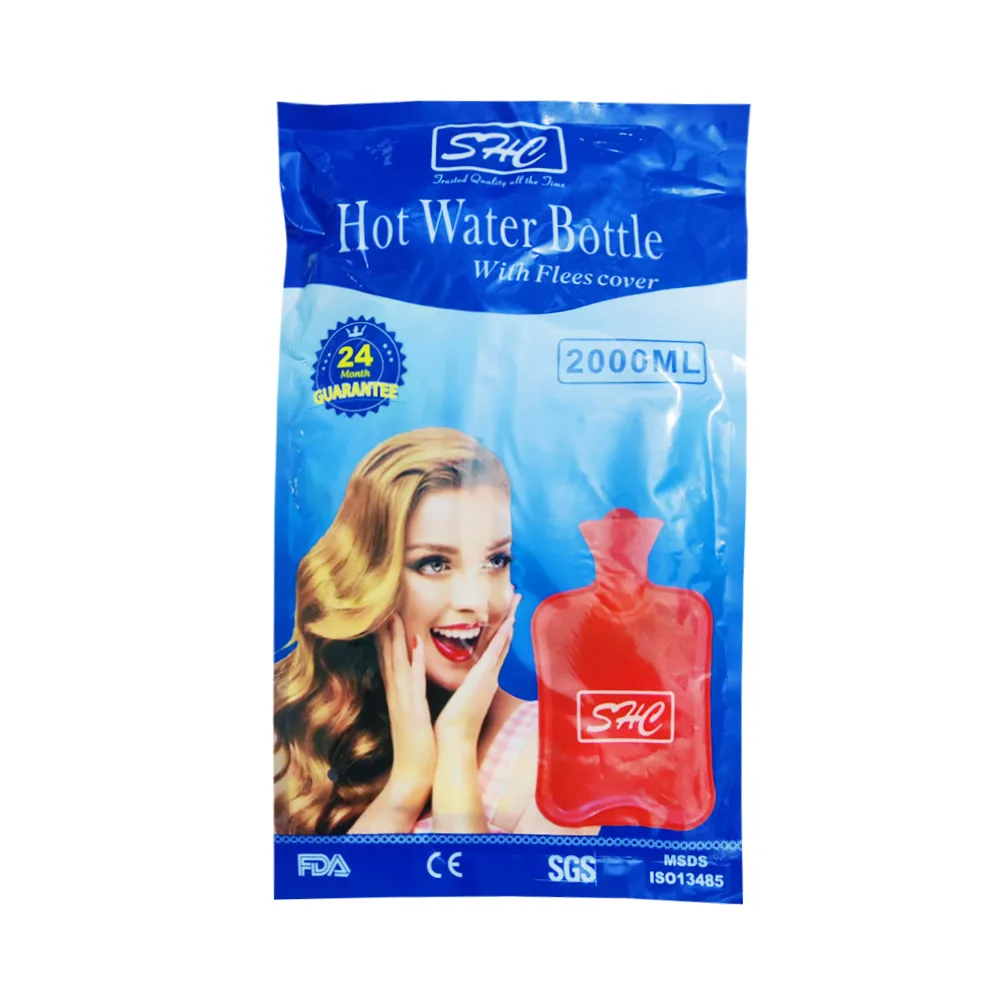 SHC
Trusted Quality all the Time
Hot Water Bottle
With Flees cover
24
Month
GUARANTEE
2000ML
SHC
FDA
CE
SGS
MSDS
ISO13485